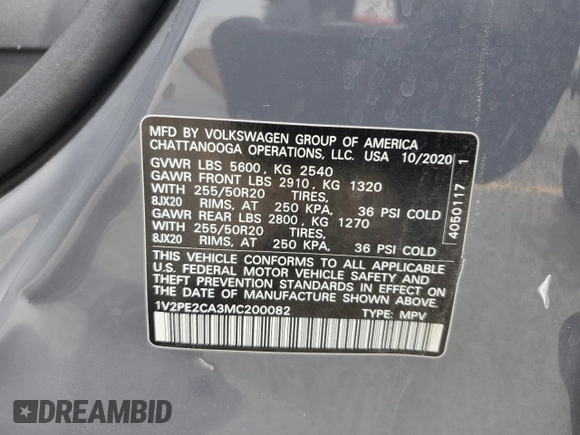 MFD BY VOLKSWAGEN GROUP OF AMERICA
CHATTANOOGA OPERATIONS, LLC. USA 10/2020
GVWR LBS 5600, KG 2540
GAWR FRONT LBS 2910, KG 1320
WITH 255/50R20 TIRES,
8JX20 RIMS, AT 250 KPA, 36 PSI COLD
GAWR REAR LBS 2800, KG 1270
WITH 255/50R20 TIRES,
8JX20 RIMS, AT 250 KPA, 36 PSI COLD
THIS VEHICLE CONFORMS TO ALL APPLICABLE
U.S. FEDERAL MOTOR VEHICLE SAFETY AND
THEFT PREVENTION STANDARDS IN EFFECT ON
THE DATE OF MANUFACTURE SHOWN ABOVE.
1V2PE2CA3MC200082 TYPE: MPV
4050117 1
DREAMBID